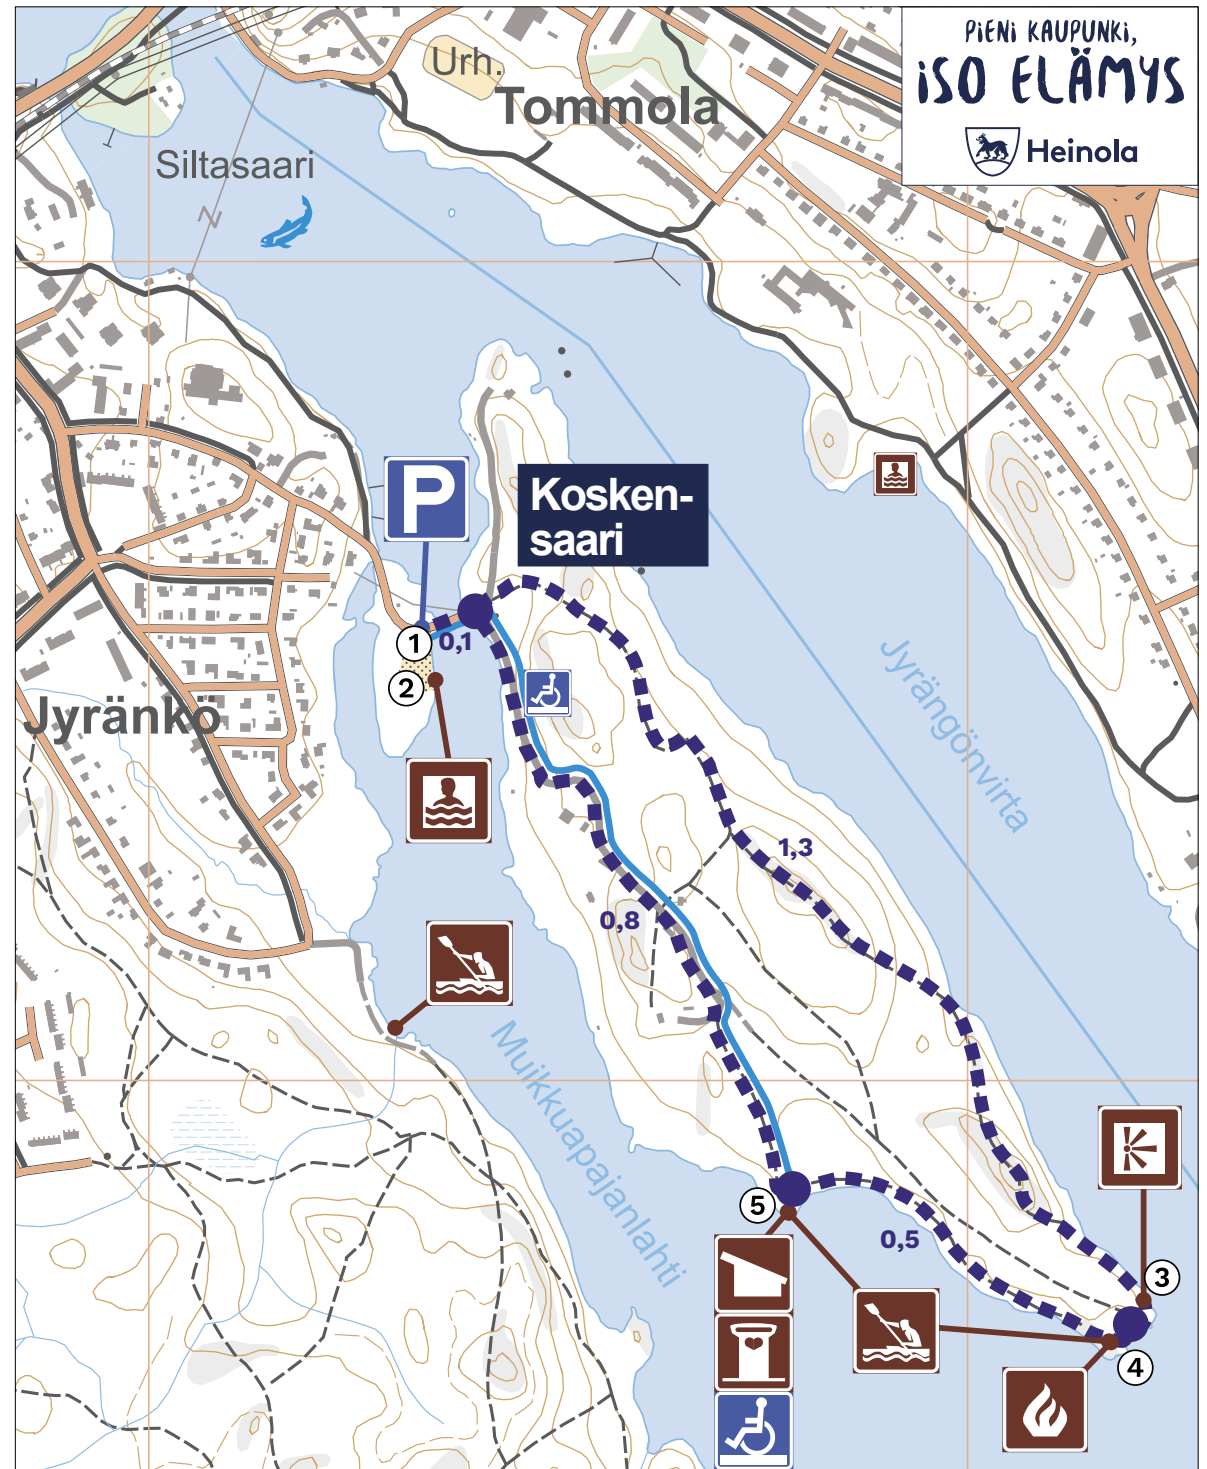 PiENi KAUPUNKi,
iSO ELÄMYS
Heinola
Urh.
Tommola
Siltasaari
Z
P
Kosken-
saari
1
0,1
2
Jyränkö
Jyrängönvirta
1,3
0,8
Muikkuapajanlahti
5
0,5
3
4